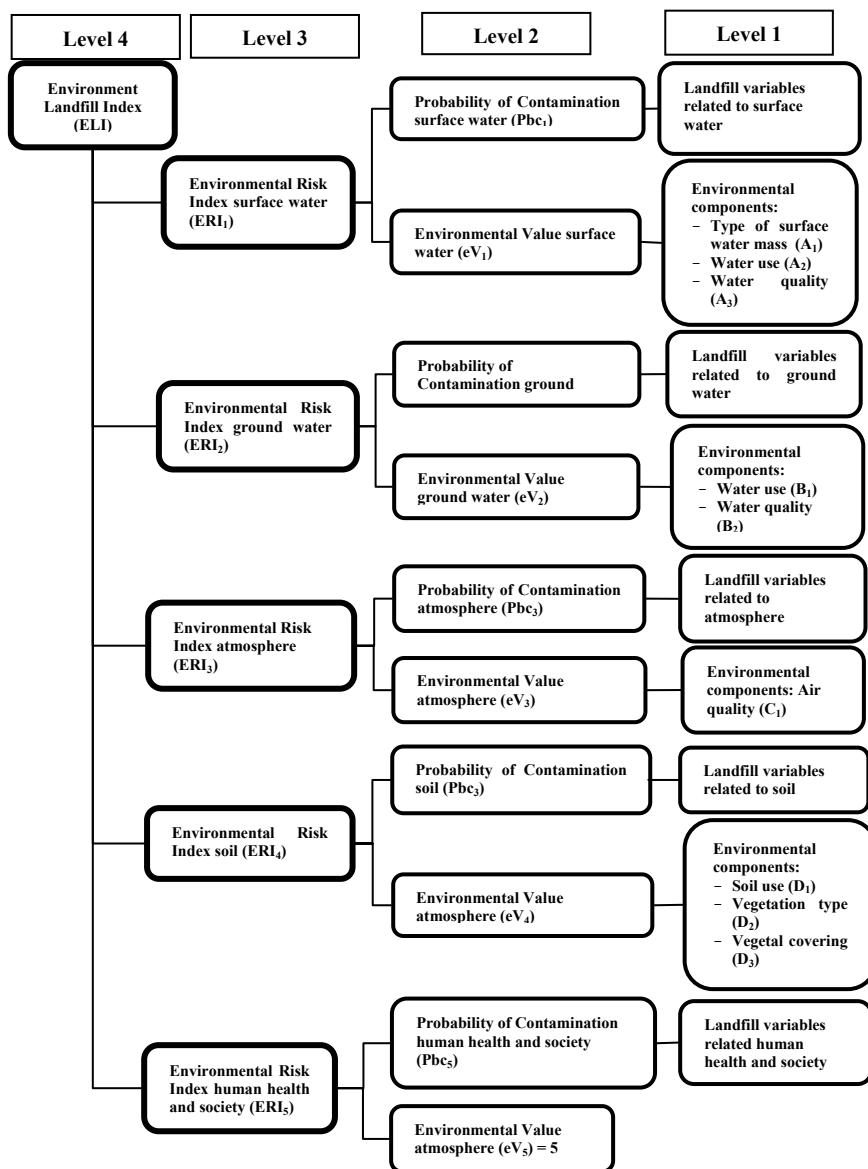 Level 4
Level 3
Level 2
Level 1
Environment
Landfill Index
(ELI)
Environmental Risk
Index surface water
(ERI₁)
Probability of Contamination
surface water (Pbc₁)
Landfill variables
related to surface
water
Environmental Value surface
water (eV₁)
Environmental
components:
− Type of surface
water mass (A₁)
− Water use (A₂)
− Water quality
(A₃)
Environmental Risk
Index ground water
(ERI₂)
Probability of
Contamination ground
Landfill variables
related to ground
water
Environmental Value
ground water (eV₂)
Environmental
components:
− Water use (B₁)
− Water quality
(B₂)
Environmental Risk
Index atmosphere
(ERI₃)
Probability of Contamination
atmosphere (Pbc₃)
Landfill variables
related to
atmosphere
Environmental Value
atmosphere (eV₃)
Environmental
components: Air
quality (C₁)
Environmental Risk
Index soil (ERI₄)
Probability of Contamination
soil (Pbc₃)
Landfill variables
related to soil
Environmental Value
atmosphere (eV₄)
Environmental
components:
− Soil use (D₁)
− Vegetation type
(D₂)
− Vegetal covering
(D₃)
Environmental Risk
Index human health
and society (ERI₅)
Probability of Contamination
human health and society
(Pbc₅)
Landfill variables
related human
health and society
Environmental Value
atmosphere (eV₅) = 5